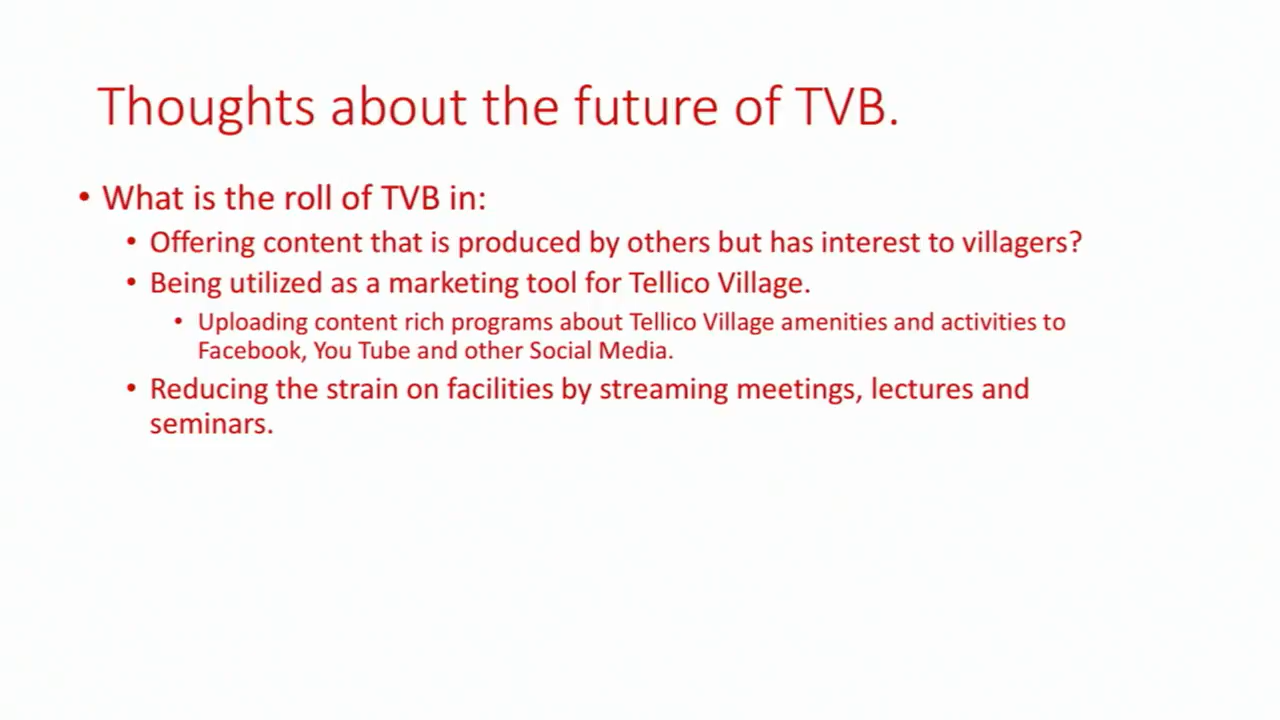 Thoughts about the future of TVB.
• What is the roll of TVB in:
• Offering content that is produced by others but has interest to villagers?
• Being utilized as a marketing tool for Tellico Village.
• Uploading content rich programs about Tellico Village amenities and activities to
Facebook, You Tube and other Social Media.
• Reducing the strain on facilities by streaming meetings, lectures and
seminars.